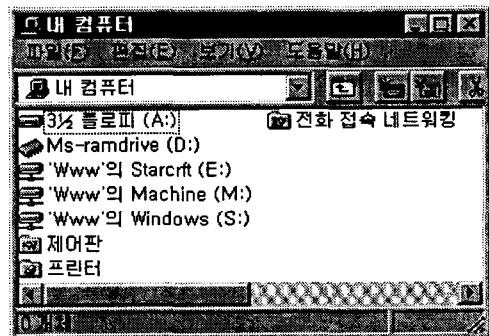 내 컴퓨터
파일(F) 편집(E) 보기(V) 도움말(H)
내 컴퓨터
3½ 플로피 (A:)
Ms-ramdrive (D:)
'Www'의 Starcrft (E:)
'Www'의 Machine (M:)
'Www'의 Windows (S:)
제어판
프린터
전화 접속 네트워킹